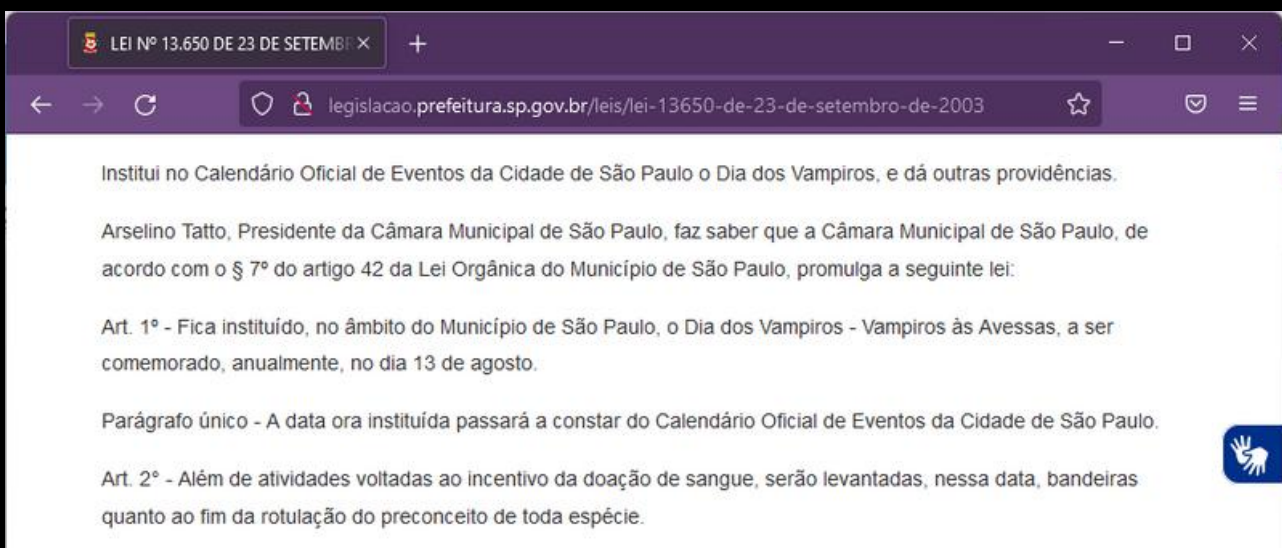 LEI Nº 13.650 DE 23 DE SETEMBR
legislacao.prefeitura.sp.gov.br/leis/lei-13650-de-23-de-setembro-de-2003
Institui no Calendário Oficial de Eventos da Cidade de São Paulo o Dia dos Vampiros, e dá outras providências.
Arselino Tatto, Presidente da Câmara Municipal de São Paulo, faz saber que a Câmara Municipal de São Paulo, de
acordo com o § 7º do artigo 42 da Lei Orgânica do Município de São Paulo, promulga a seguinte lei:
Art. 1º - Fica instituído, no âmbito do Município de São Paulo, o Dia dos Vampiros - Vampiros às Avessas, a ser
comemorado, anualmente, no dia 13 de agosto.
Parágrafo único - A data ora instituída passará a constar do Calendário Oficial de Eventos da Cidade de São Paulo.
Art. 2° - Além de atividades voltadas ao incentivo da doação de sangue, serão levantadas, nessa data, bandeiras
quanto ao fim da rotulação do preconceito de toda espécie.